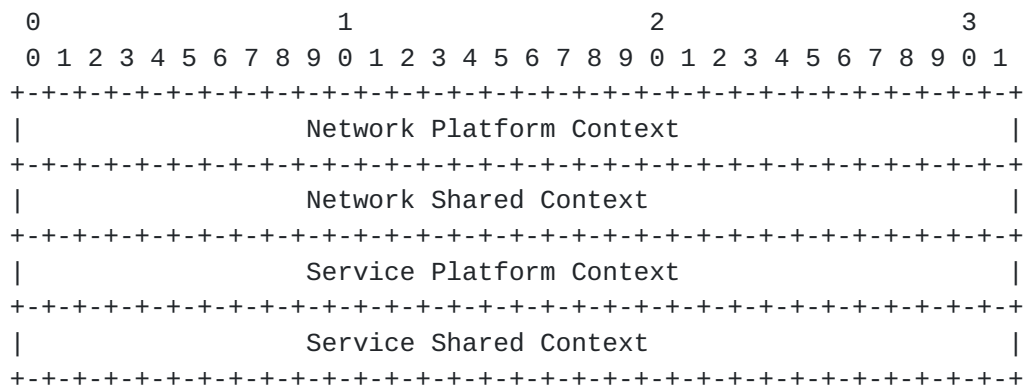 0                   1                   2                   3
0 1 2 3 4 5 6 7 8 9 0 1 2 3 4 5 6 7 8 9 0 1 2 3 4 5 6 7 8 9 0 1
+-+-+-+-+-+-+-+-+-+-+-+-+-+-+-+-+-+-+-+-+-+-+-+-+-+-+-+-+-+-+-+-+
|                  Network Platform Context                     |
+-+-+-+-+-+-+-+-+-+-+-+-+-+-+-+-+-+-+-+-+-+-+-+-+-+-+-+-+-+-+-+-+
|                  Network Shared Context                       |
+-+-+-+-+-+-+-+-+-+-+-+-+-+-+-+-+-+-+-+-+-+-+-+-+-+-+-+-+-+-+-+-+
|                  Service Platform Context                     |
+-+-+-+-+-+-+-+-+-+-+-+-+-+-+-+-+-+-+-+-+-+-+-+-+-+-+-+-+-+-+-+-+
|                  Service Shared Context                       |
+-+-+-+-+-+-+-+-+-+-+-+-+-+-+-+-+-+-+-+-+-+-+-+-+-+-+-+-+-+-+-+-+